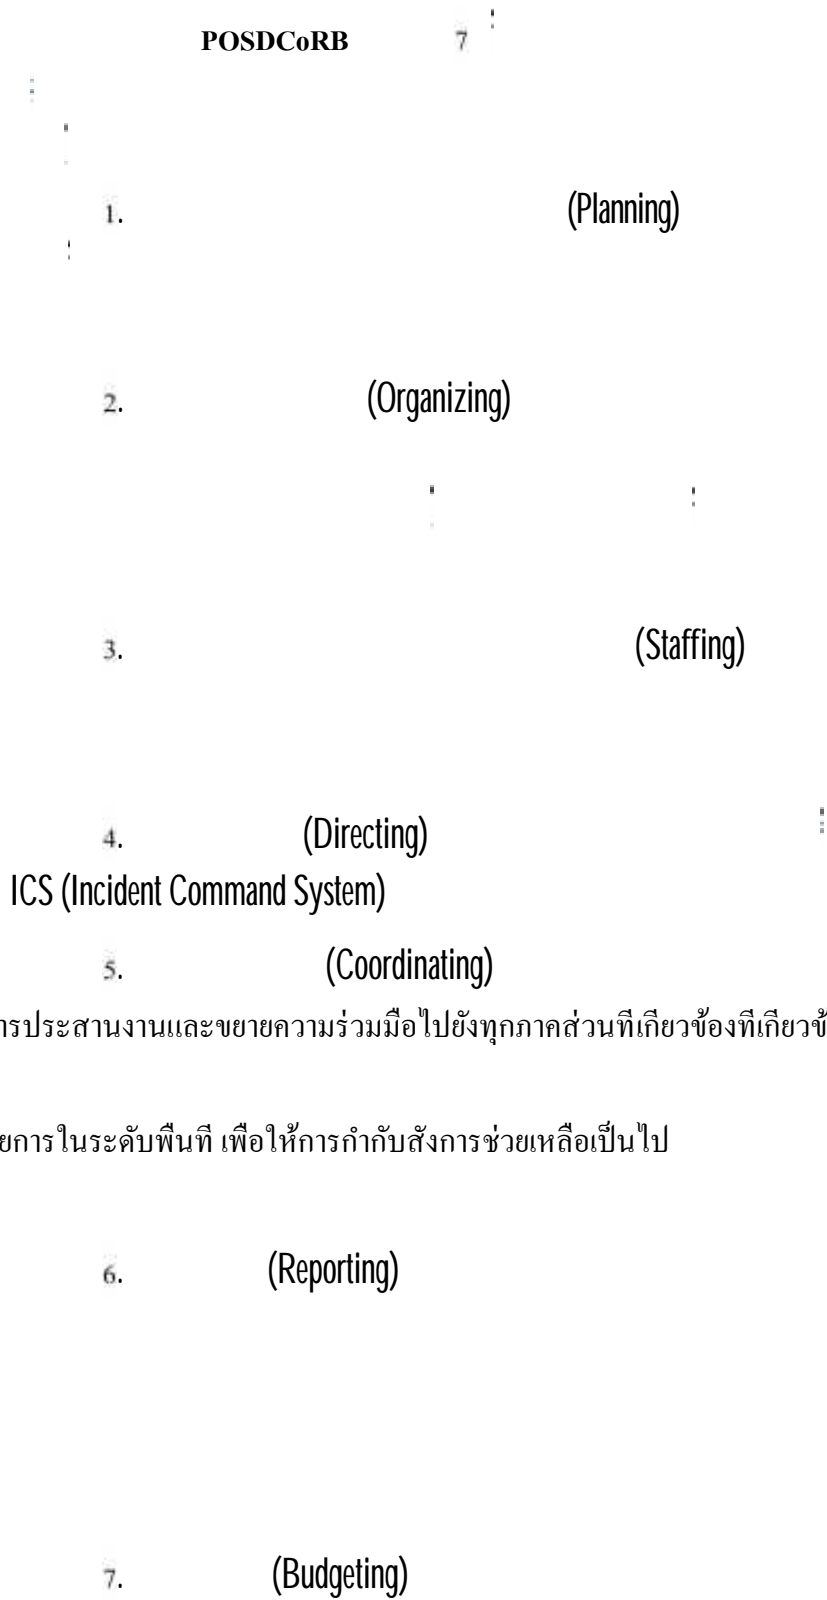 POSDCoRB 7
1. (Planning)
2. (Organizing)
3. (Staffing)
4. (Directing)
ICS (Incident Command System)
5. (Coordinating)
ารประสานงานและขยายความร่วมมือไปยังทุกภาคส่วนทีเกียวข้องทีเกียวข้
ยการในระดับพืนที เพือให้การกํากับสังการช่วยเหลือเป็นไป
6. (Reporting)
7. (Budgeting)